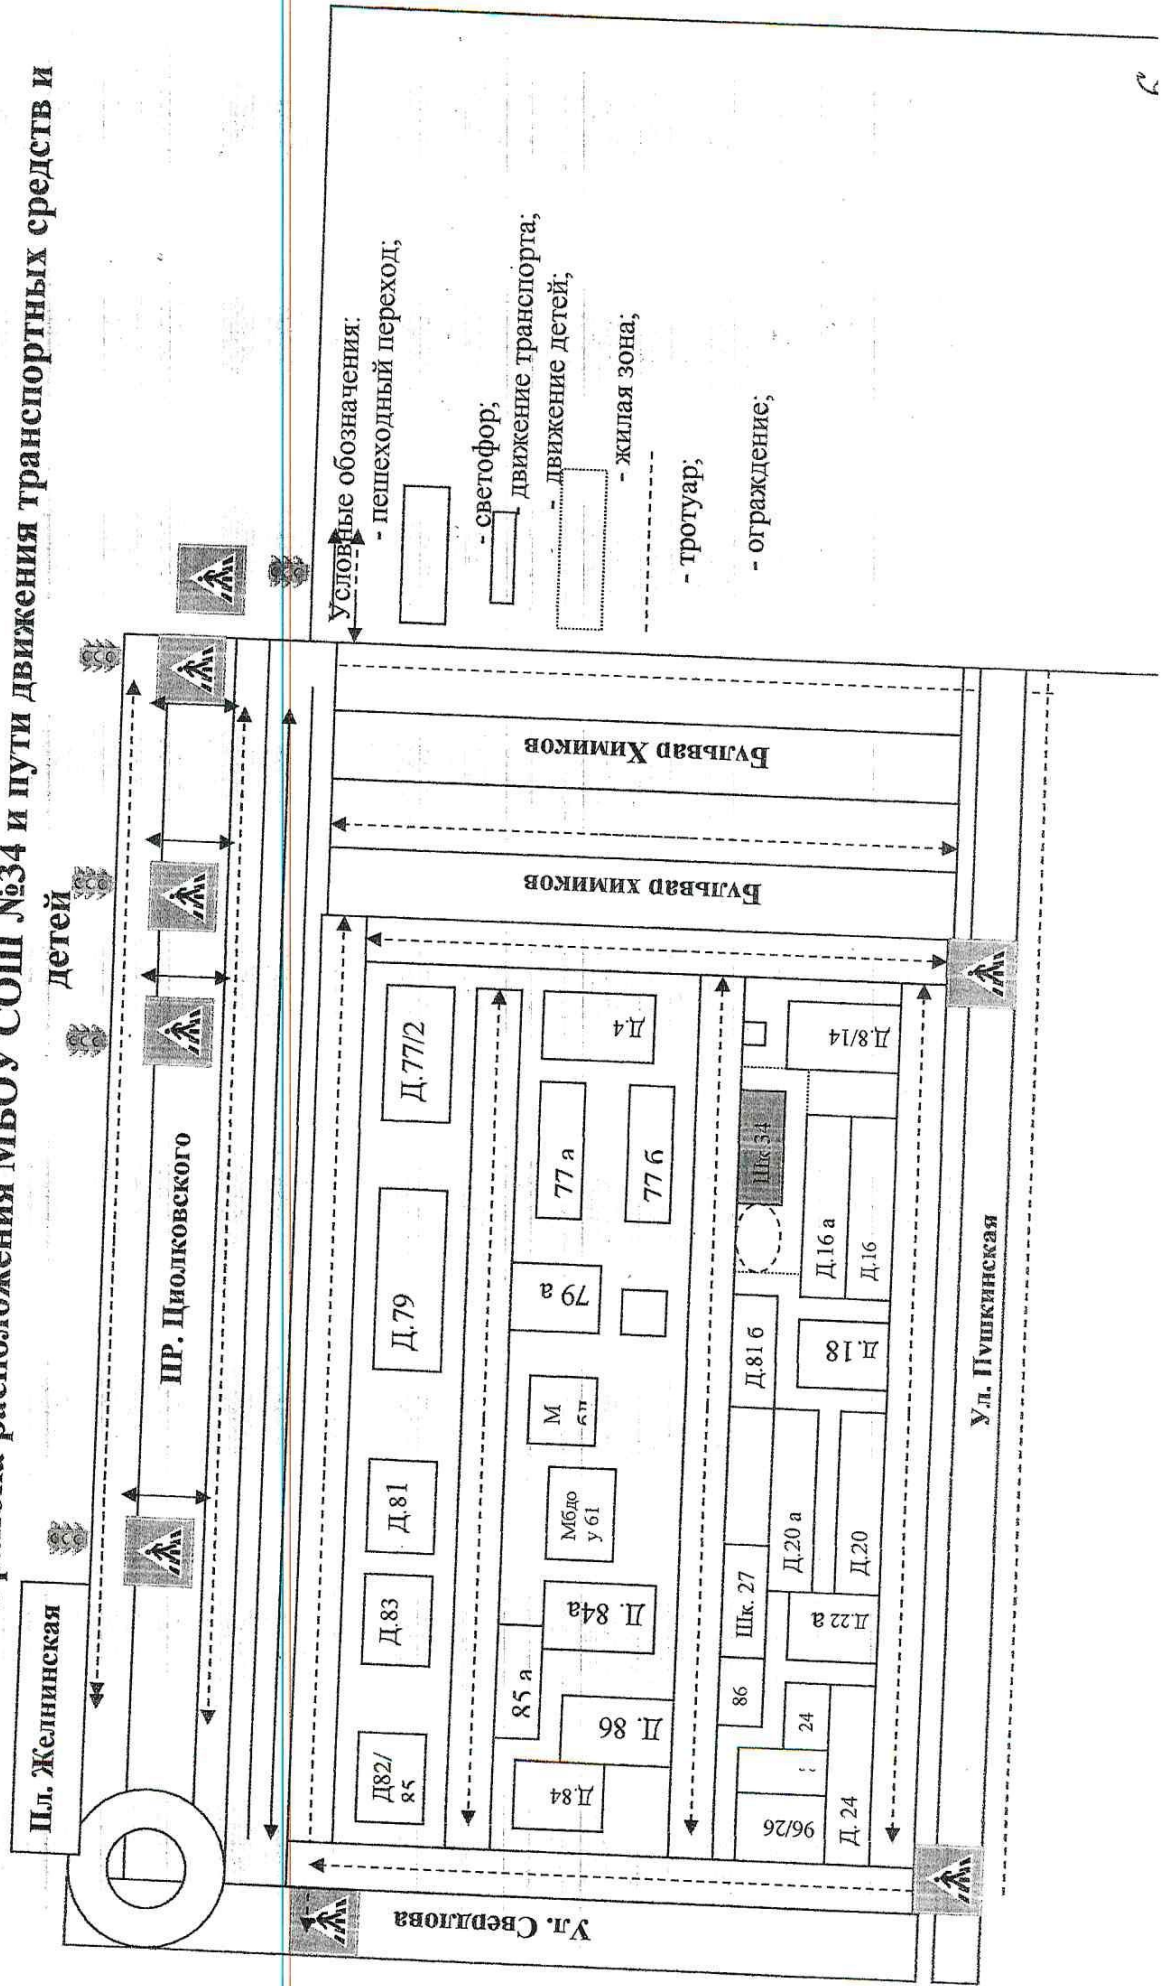 расположения МБОУ СОШ №34 и пути движения транспортных средств и
детей
Пл. Желнинская
ПР. Циолковского
Условные обозначения:
- пешеходный переход;
- светофор;
- движение транспорта;
- движение детей;
- жилая зона;
- тротуар;
- ограждение;
Бульвар Химиков
Бульвар химиков
Ул. Свердлова
Ул. Пушкинская
Д82/
85
Д.83
Д.81
Д.79
Д.77/2
Д.84
85 а
Д. 86
Д. 84а
Мбдо
у 61
М
79 а
77 а
77 б
Д.4
86
Шк. 27
Д.81 б
Шк 34
Д.8/14
96/26
24
Д. 24
Д.22 а
Д.20 а
Д.20
Д.18
Д.16 а
Д.16